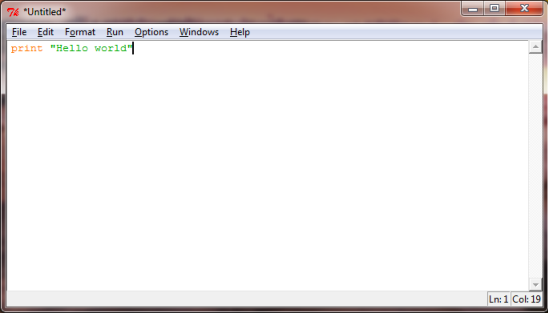 *Untitled*
File Edit Format Run Options Windows Help
print "Hello world"
Ln: 1 Col: 19